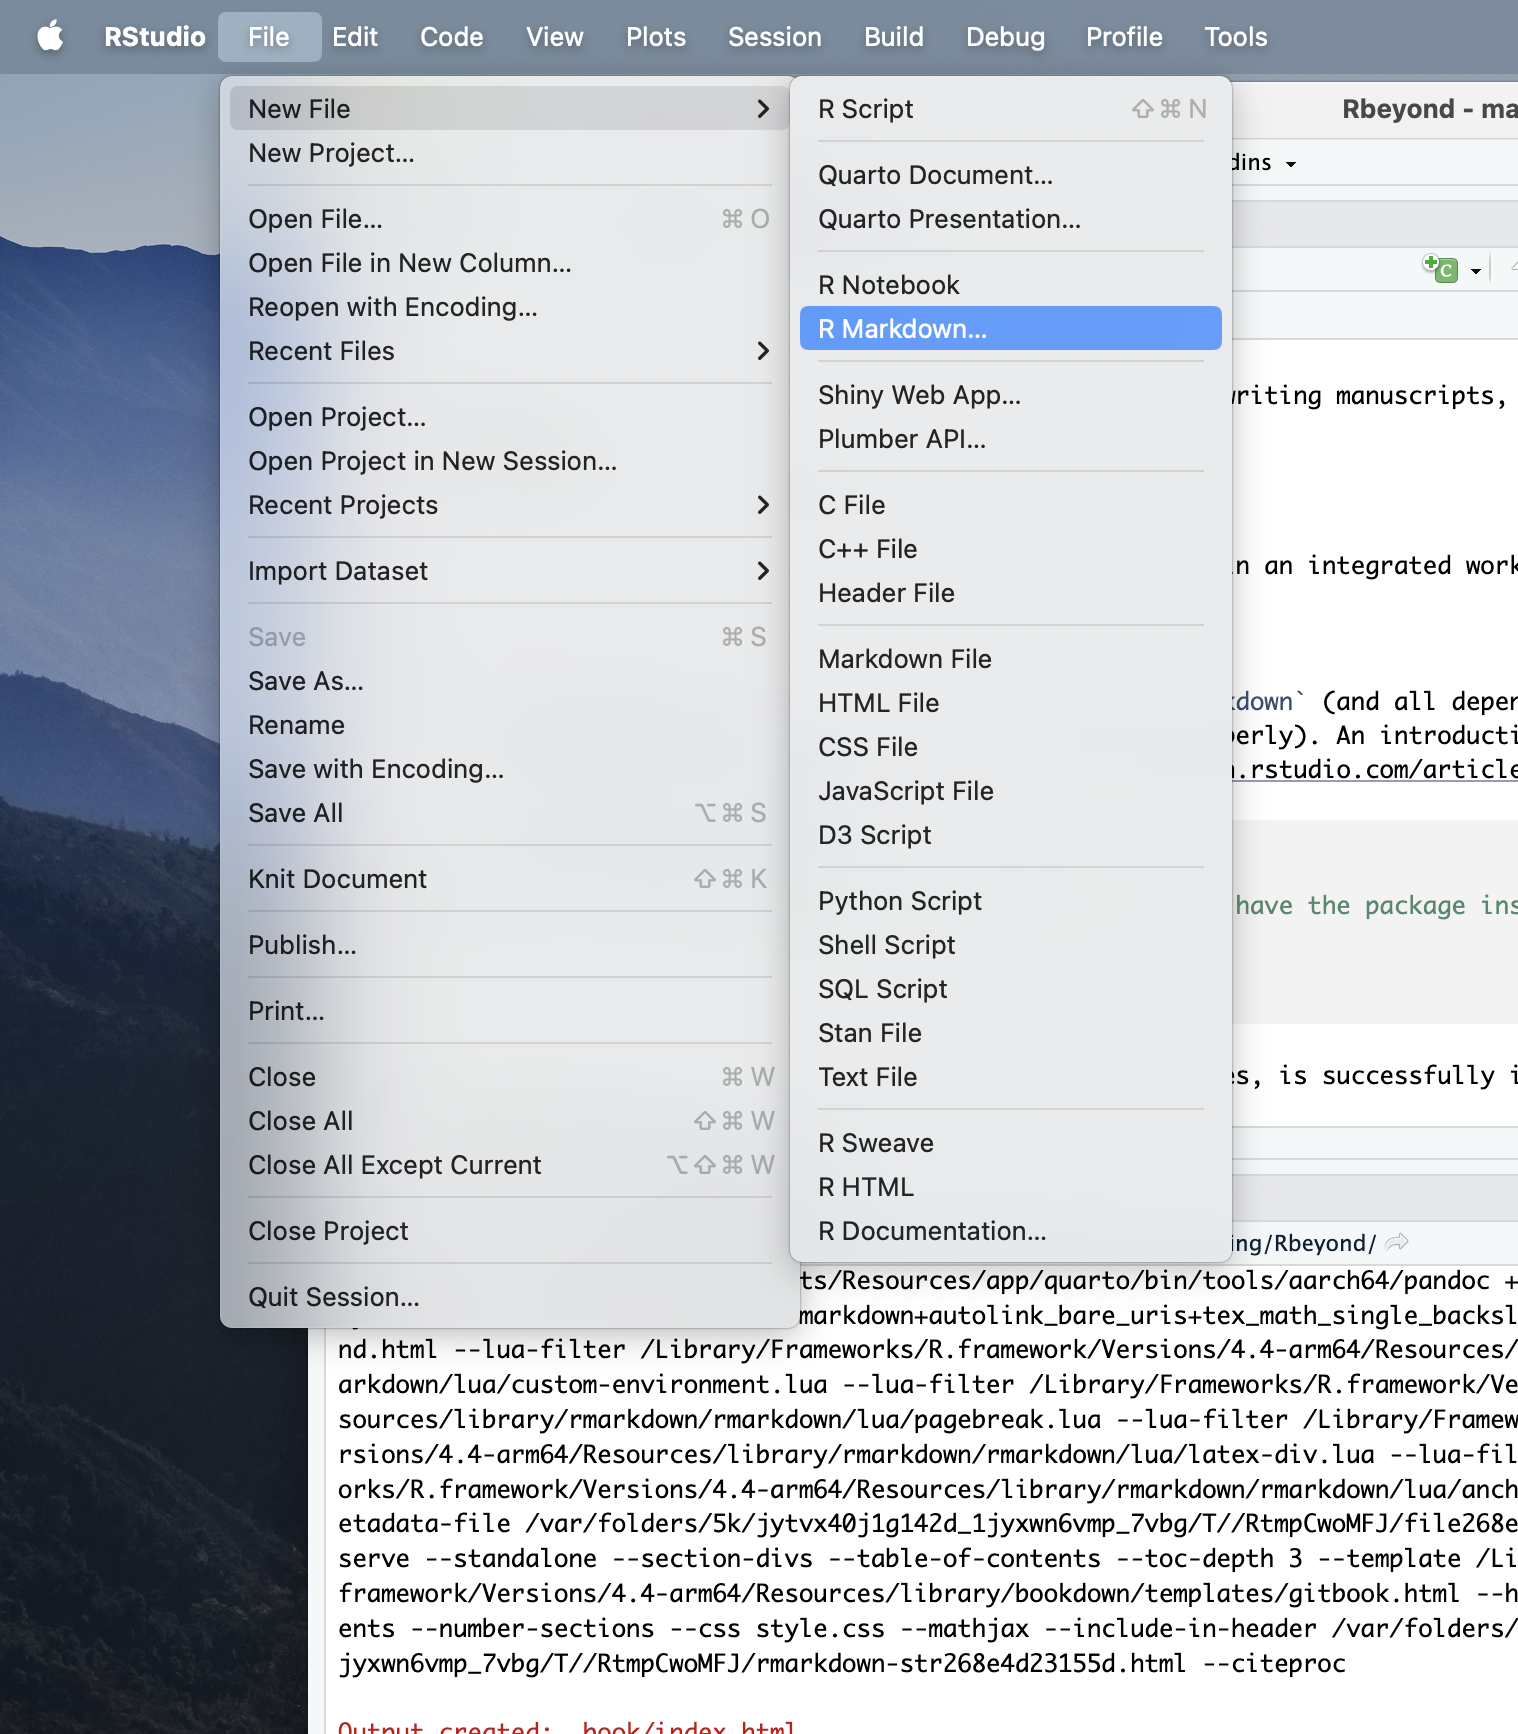 RStudio File Edit Code View Plots Session Build Debug Profile Tools
New File
New Project...
Open File... ⌘ O
Open File in New Column...
Reopen with Encoding...
Recent Files
Open Project...
Open Project in New Session...
Recent Projects
Import Dataset
Save ⌘ S
Save As...
Rename
Save with Encoding...
Save All ⌥ ⌘ S
Knit Document ⇧ ⌘ K
Publish...
Print...
Close ⌘ W
Close All ⇧ ⌘ W
Close All Except Current ⌥ ⇧ ⌘ W
Close Project
Quit Session...
R Script ⇧ ⌘ N
Quarto Document...
Quarto Presentation...
R Notebook
R Markdown...
Shiny Web App...
Plumber API...
C File
C++ File
Header File
Markdown File
HTML File
CSS File
JavaScript File
D3 Script
Python Script
Shell Script
SQL Script
Stan File
Text File
R Sweave
R HTML
R Documentation...
Rbeyond - ma
dins
C
writing manuscripts,
n an integrated work
kdown` (and all deper
erly). An introducti
.rstudio.com/article
have the package ins
es, is successfully i
ing/Rbeyond/
ts/Resources/app/quarto/bin/tools/aarch64/pandoc +
markdown+autolink_bare_uris+tex_math_single_backsl
nd.html --lua-filter /Library/Frameworks/R.framework/Versions/4.4-arm64/Resources/
arkdown/lua/custom-environment.lua --lua-filter /Library/Frameworks/R.framework/Ve
sources/library/rmarkdown/rmarkdown/lua/pagebreak.lua --lua-filter /Library/Framew
rsions/4.4-arm64/Resources/library/rmarkdown/rmarkdown/lua/latex-div.lua --lua-fil
orks/R.framework/Versions/4.4-arm64/Resources/library/rmarkdown/rmarkdown/lua/anch
etadata-file /var/folders/5k/jytvx40j1g142d_1jyxwn6vmp_7vbg/T//RtmpCwoMFJ/file268e
serve --standalone --section-divs --table-of-contents --toc-depth 3 --template /Li
framework/Versions/4.4-arm64/Resources/library/bookdown/templates/gitbook.html --h
ents --number-sections --css style.css --mathjax --include-in-header /var/folders/
jyxwn6vmp_7vbg/T//RtmpCwoMFJ/rmarkdown-str268e4d23155d.html --citeproc
Output created: _book/index.html